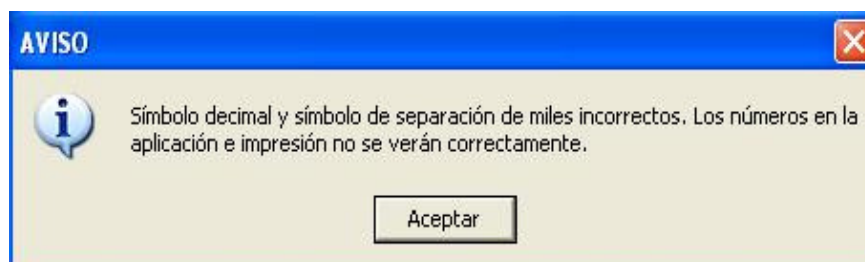 AVISO
Símbolo decimal y símbolo de separación de miles incorrectos. Los números en la
aplicación e impresión no se verán correctamente.
Aceptar